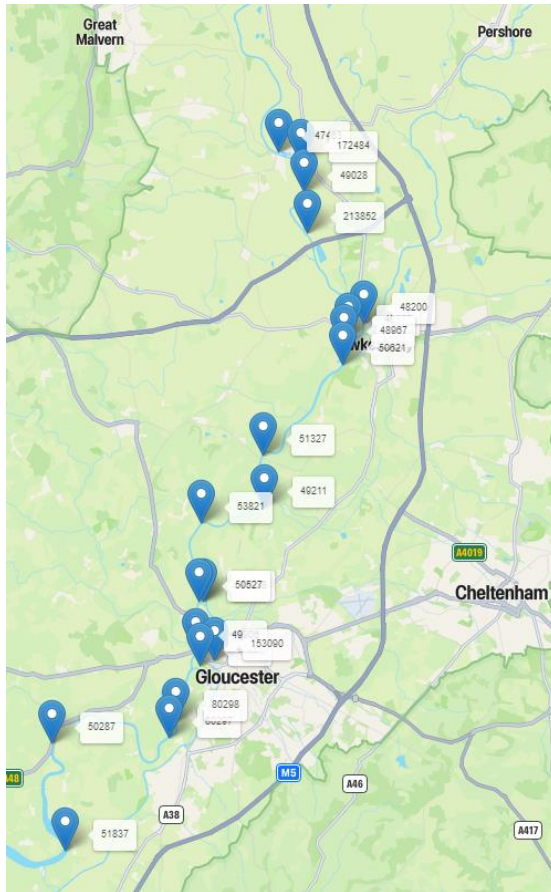 Great
Malvern
Pershore
172484
49028
213852
48200
48967
50621
51327
49211
53821
50527
153090
Gloucester
80298
50287
51837
A4019
Cheltenham
A48
M5
A38
A46
A417